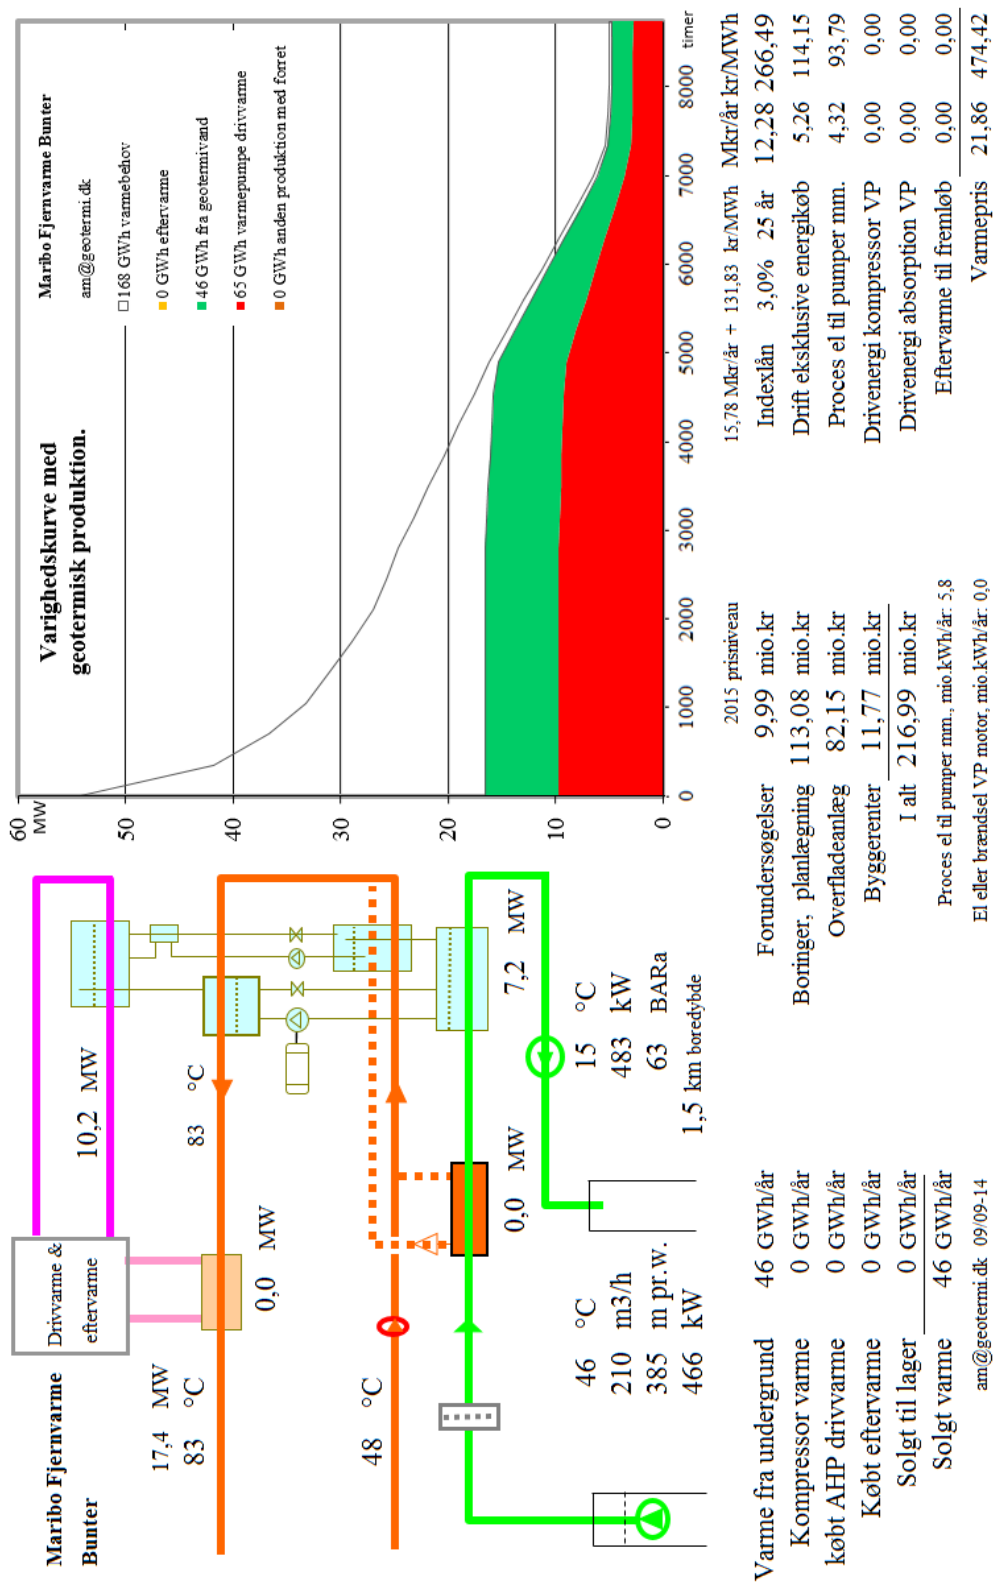 Maribo Fjernvarme
Bunter
Drivvarme &
eftervarme
10,2 MW
17,4 MW
83 °C
83 °C
0,0 MW
48 °C
0,0 MW
7,2 MW
46 °C
210 m3/h
385 m pr.w.
466 kW
15 °C
483 kW
63 BARa
1,5 km boredybde
Varighedskurve med
geotermisk produktion.
Maribo Fjernvarme Bunter
am@geotermi.dk
168 GWh varmebehov
0 GWh eftervarme
46 GWh fra geotermivand
65 GWh varmepumpe drivvarme
0 GWh anden produktion med forret
60
MW
50
40
30
20
10
0
0 1000 2000 3000 4000 5000 6000 7000 8000 timer
Varme fra undergrund 46 GWh/år
Kompressor varme 0 GWh/år
købt AHP drivvarme 0 GWh/år
Købt eftervarme 0 GWh/år
Solgt til lager 0 GWh/år
Solgt varme 46 GWh/år
am@geotermi.dk 09/09-14
2015 prisniveau
Forundersøgelser 9,99 mio.kr
Boringer, planlægning 113,08 mio.kr
Overfladeanlæg 82,15 mio.kr
Byggerenter 11,77 mio.kr
I alt 216,99 mio.kr
Proces el til pumper mm., mio.kWh/år: 5,8
El eller brændsel VP motor, mio.kWh/år: 0,0
15,78 Mkr/år + 131,83 kr/MWh Mkr/år kr/MWh
Indexlån 3,0% 25 år 12,28 266,49
Drift eksklusive energikøb 5,26 114,15
Proces el til pumper mm. 4,32 93,79
Drivenergi kompressor VP 0,00 0,00
Drivenergi absorption VP 0,00 0,00
Eftervarme til fremløb 0,00 0,00
Varmepris 21,86 474,42